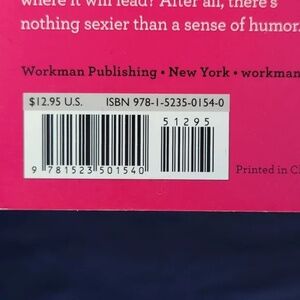 where it will lead? After all, there's
nothing sexier than a sense of humor.
Workman Publishing • New York • workman
$12.95 U.S. ISBN 978-1-5235-0154-0
51295
9 781523 501540
Printed in C